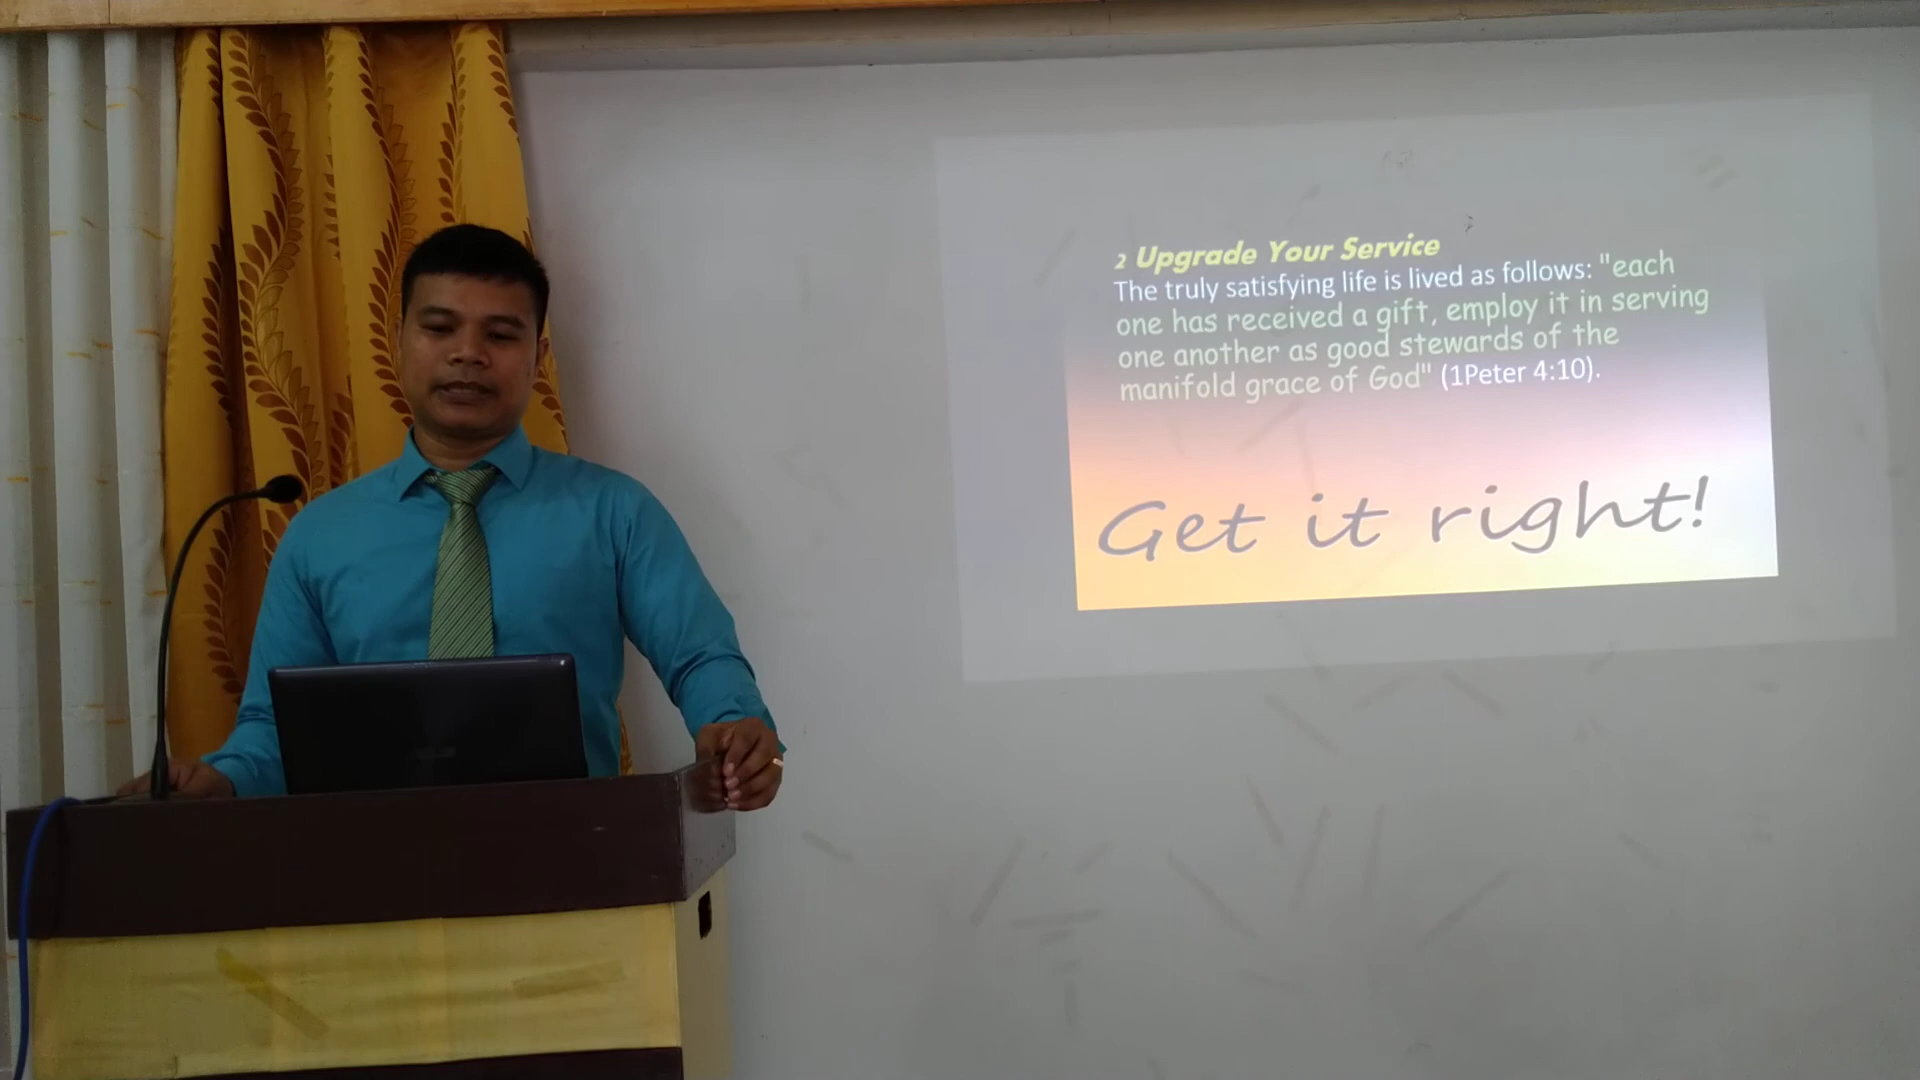 2 Upgrade Your Service
The truly satisfying life is lived as follows: "each
one has received a gift, employ it in serving
one another as good stewards of the
manifold grace of God" (1Peter 4:10).
Get it right!